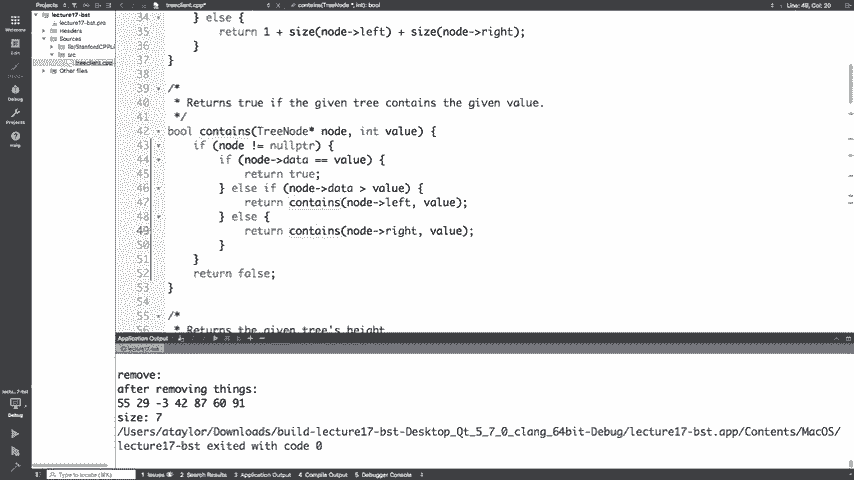 Projects
treeclient.cpp*
contains(TreeNode *, int): bool
Line: 49, Col: 20
lecture17-bst
lecture17-bst.pro
Headers
Sources
src
treeclient.cpp
Other files
Welcome
Edit
Debug
Projects
Help
Debug
34 } else {
35 return 1 + size(node->left) + size(node->right);
36 }
37 }
38
39 /*
40 * Returns true if the given tree contains the given value.
41 */
42 bool contains(TreeNode* node, int value) {
43 if (node != nullptr) {
44 if (node->data == value) {
45 return true;
46 } else if (node->data > value) {
47 return contains(node->left, value);
48 } else {
49 return contains(node->right, value);
50 }
51 }
52 return false;
53 }
54
55 /*
56 * Returns the given tree's height
Application Output
lecture17-bst
remove:
after removing things:
55 29 -3 42 87 60 91
size: 7
/Users/ataylor/Downloads/build-lecture17-bst-Desktop_Qt_5_7_0_clang_64bit-Debug/lecture17-bst.app/Contents/MacOS/
lecture17-bst exited with code 0
Type to locate (⌘K)
1 Issues
2 Search Results
3 Application Output
4 Compile Output
5 Debugger Console